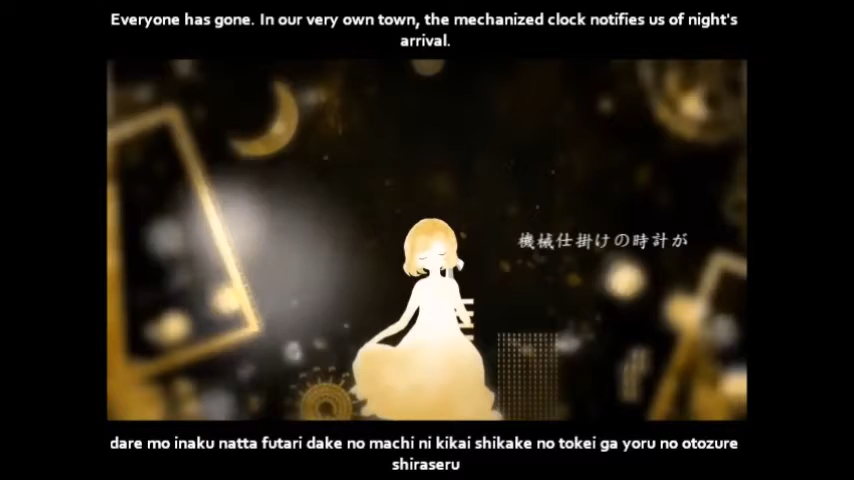 Everyone has gone. In our very own town, the mechanized clock notifies us of night's
arrival.
機械仕掛けの時計が
dare mo inaku natta futari dake no machi ni kikai shikake no tokei ga yoru no otozure
shiraseru